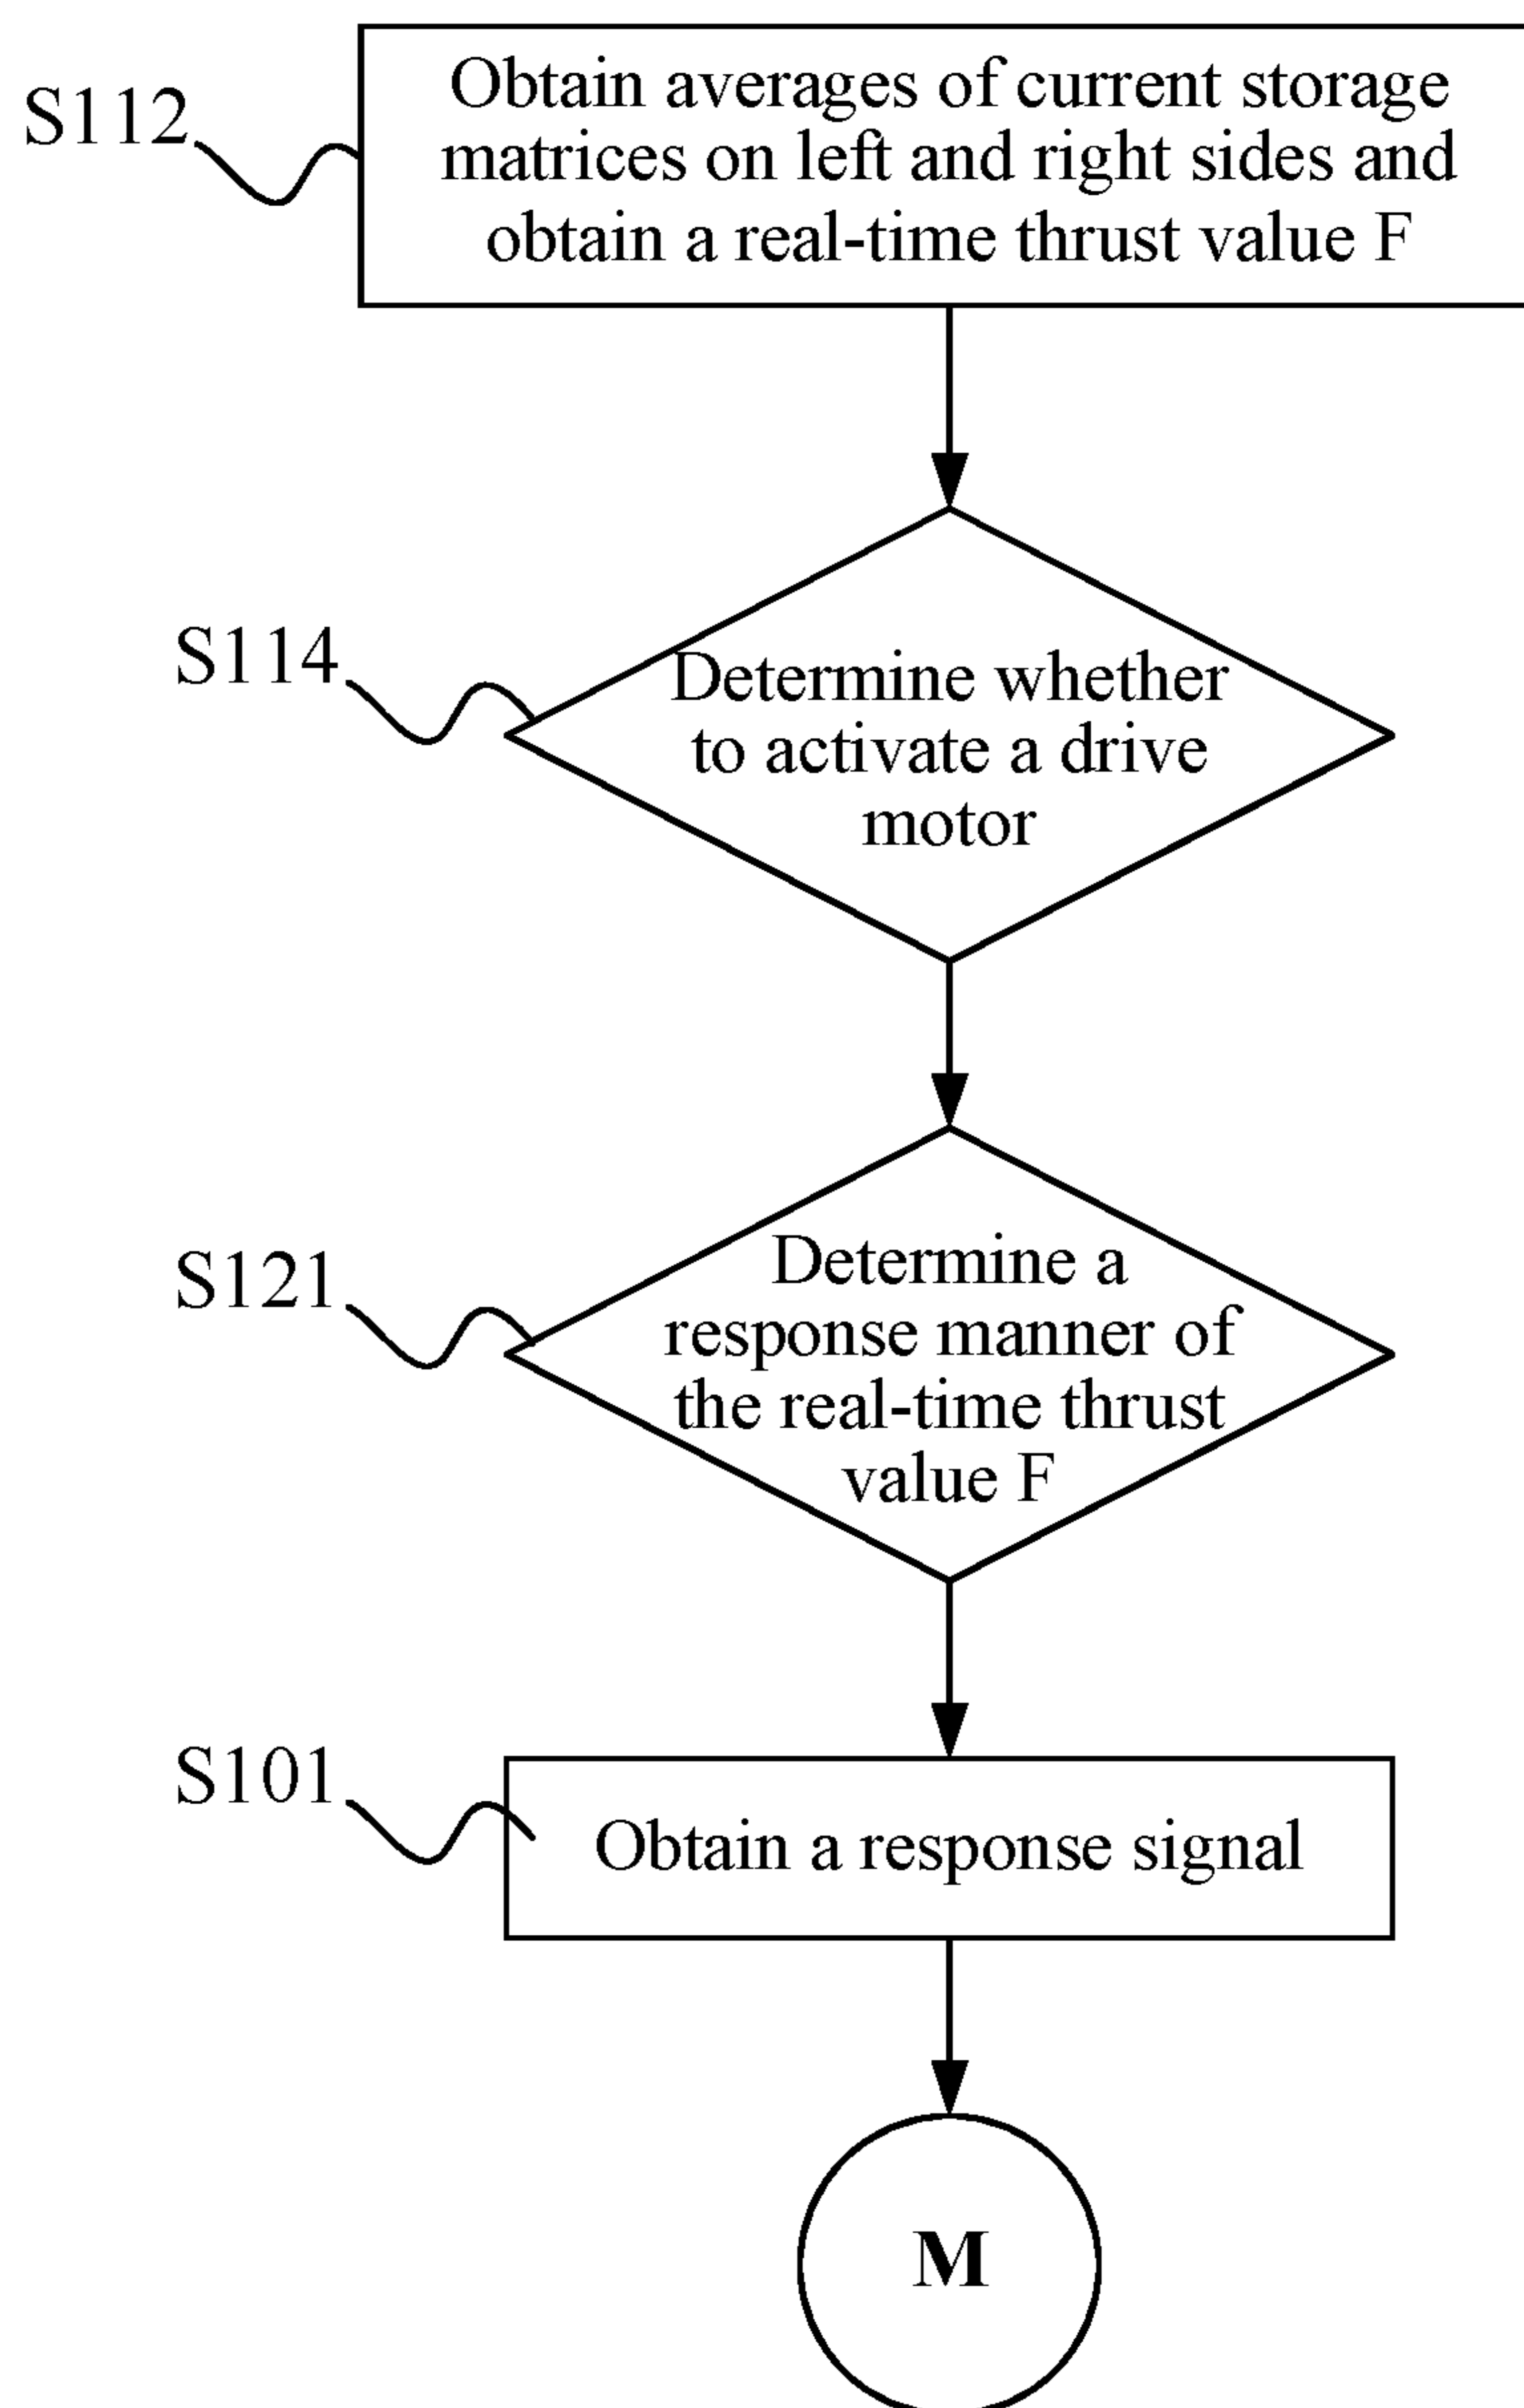 S112
Obtain averages of current storage
matrices on left and right sides and
obtain a real-time thrust value F
S114
Determine whether
to activate a drive
motor
S121
Determine a
response manner of
the real-time thrust
value F
S101
Obtain a response signal
M